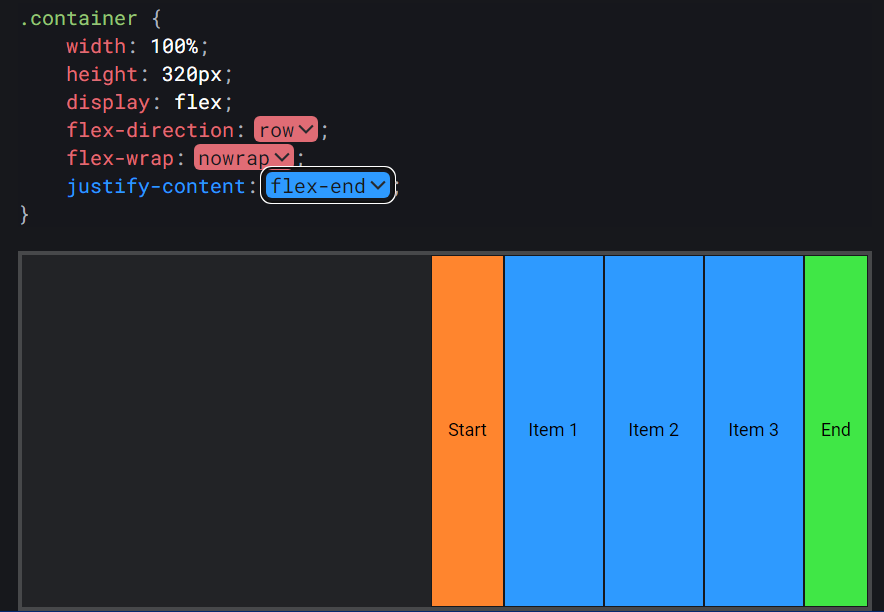 .container {
width: 100%;
height: 320px;
display: flex;
flex-direction: row;
flex-wrap: nowrap;
justify-content: flex-end;
}
Start Item 1 Item 2 Item 3 End